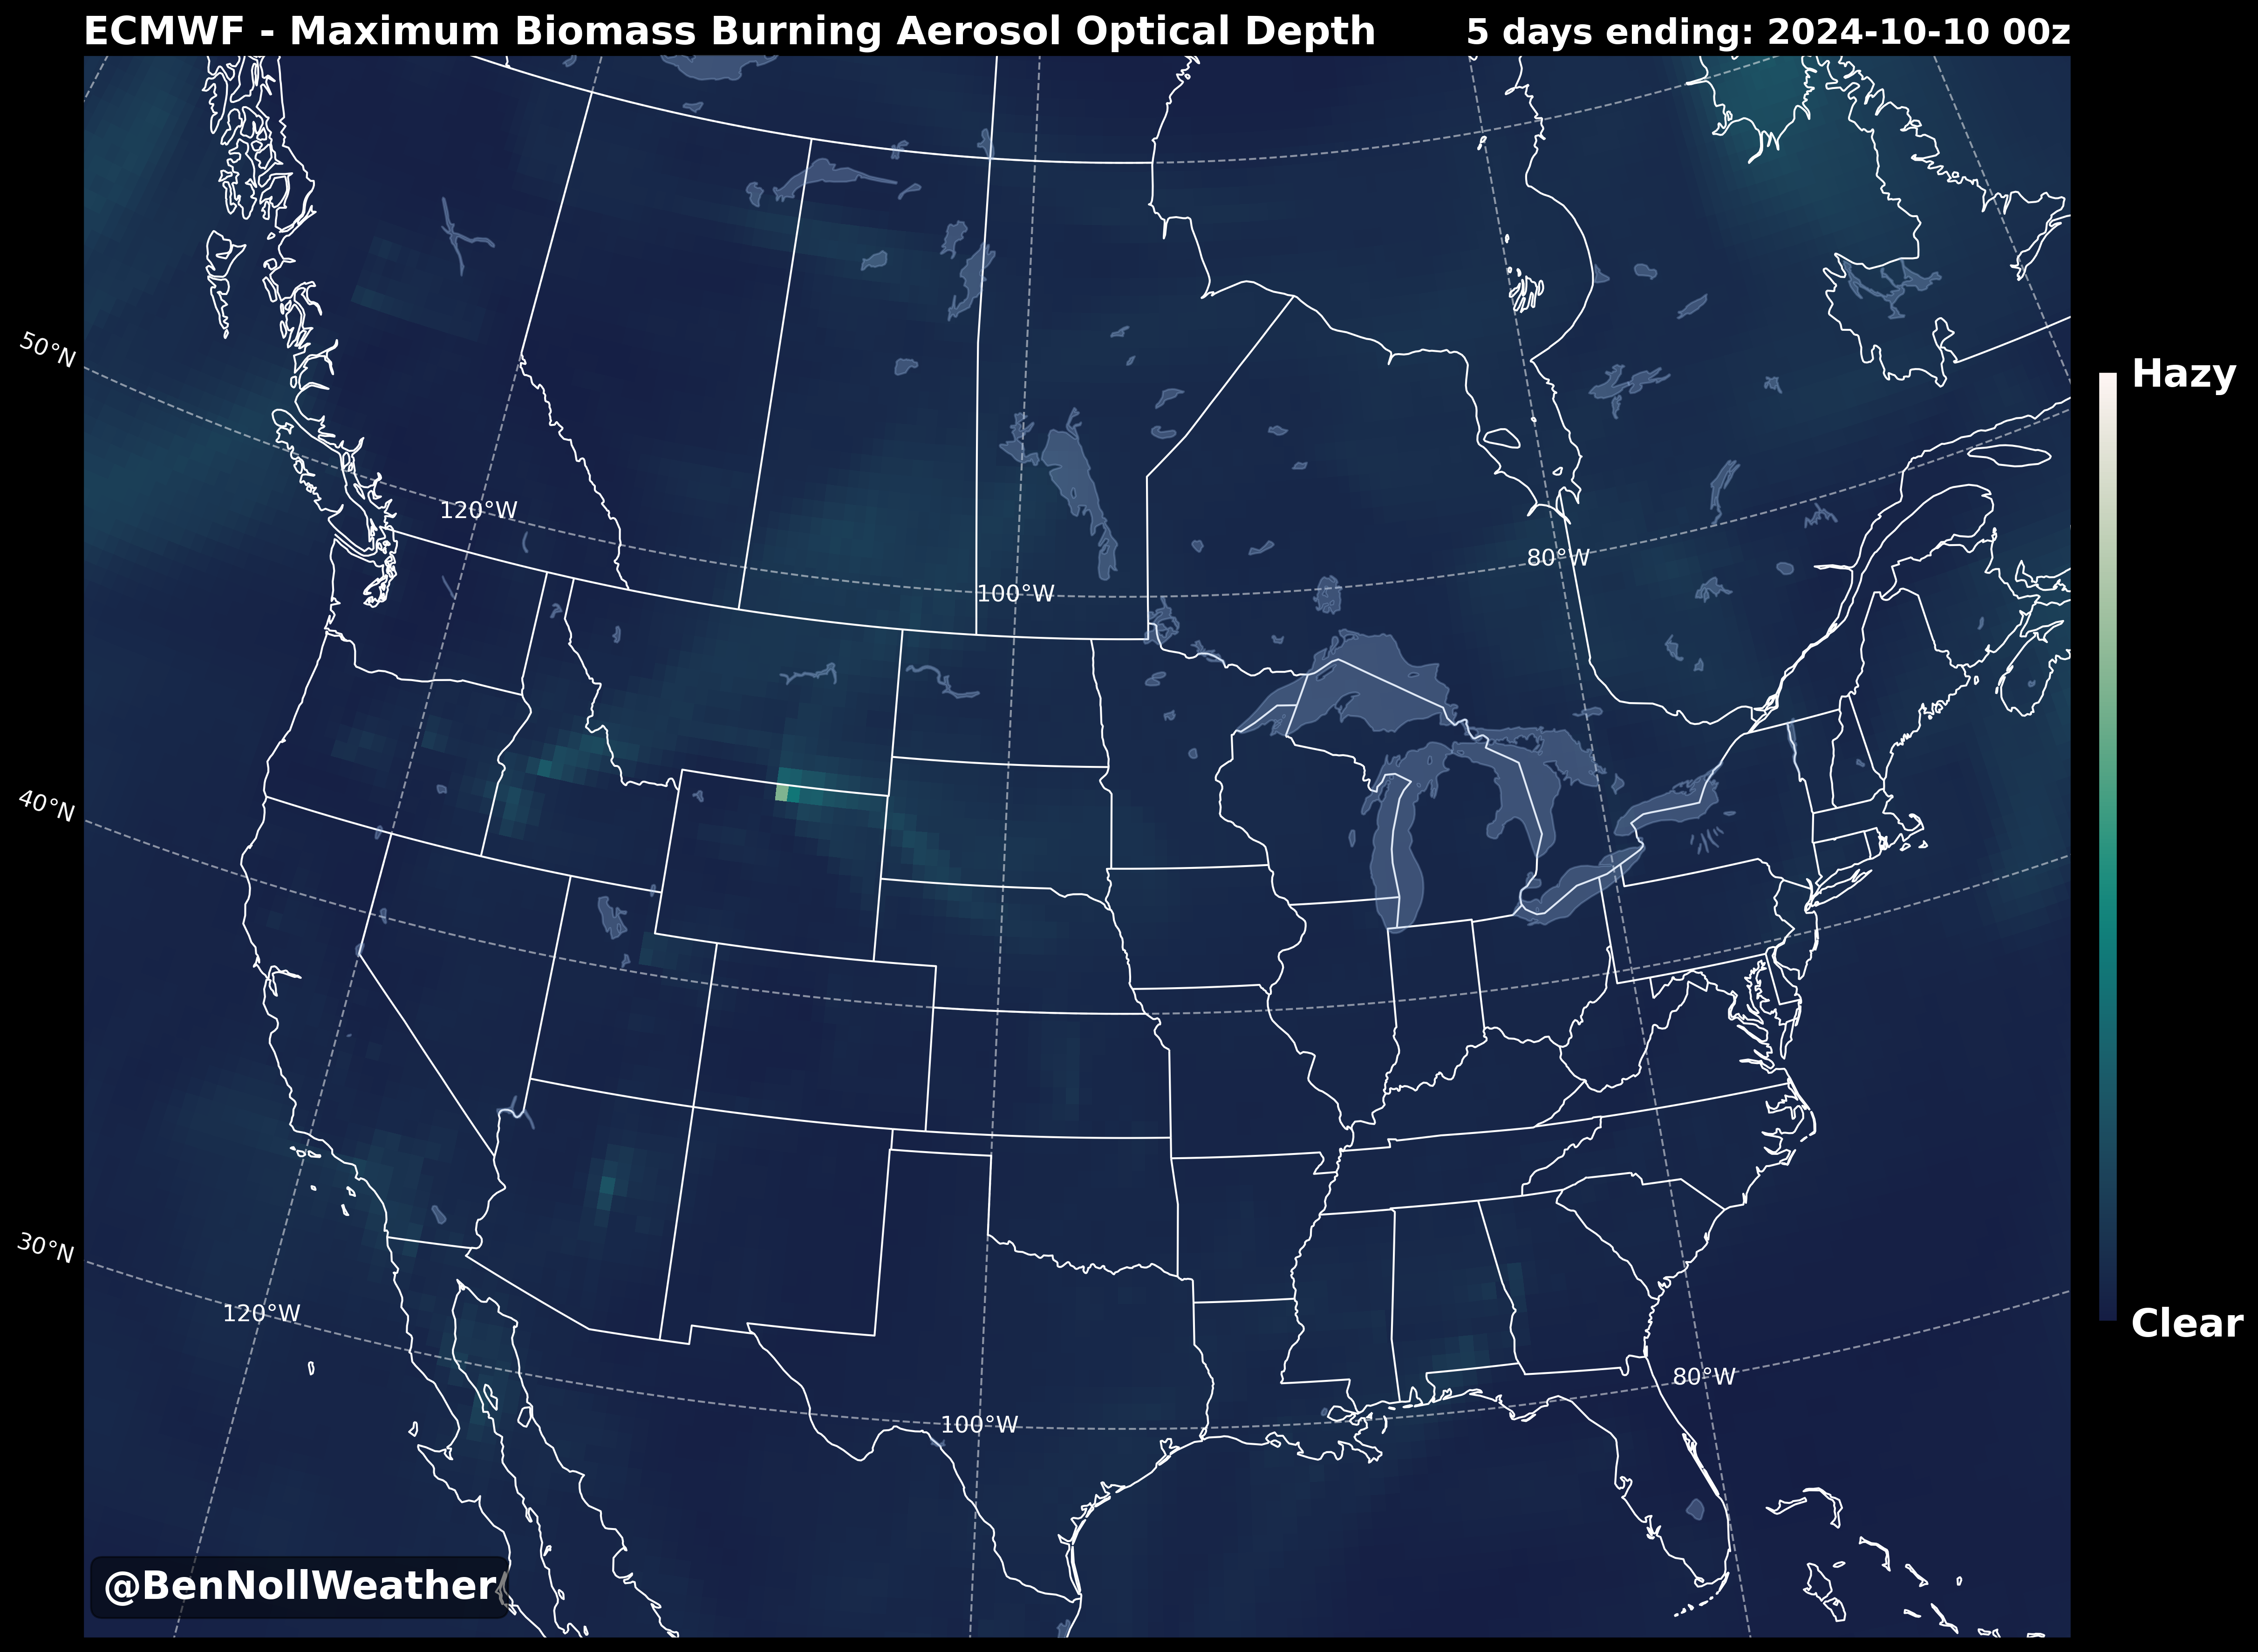 ECMWF - Maximum Biomass Burning Aerosol Optical Depth
5 days ending: 2024-10-10 00z
50°N
Hazy
120°W
80°W
100°W
40°N
30°N
120°W
Clear
80°W
100°W
@BenNollWeather